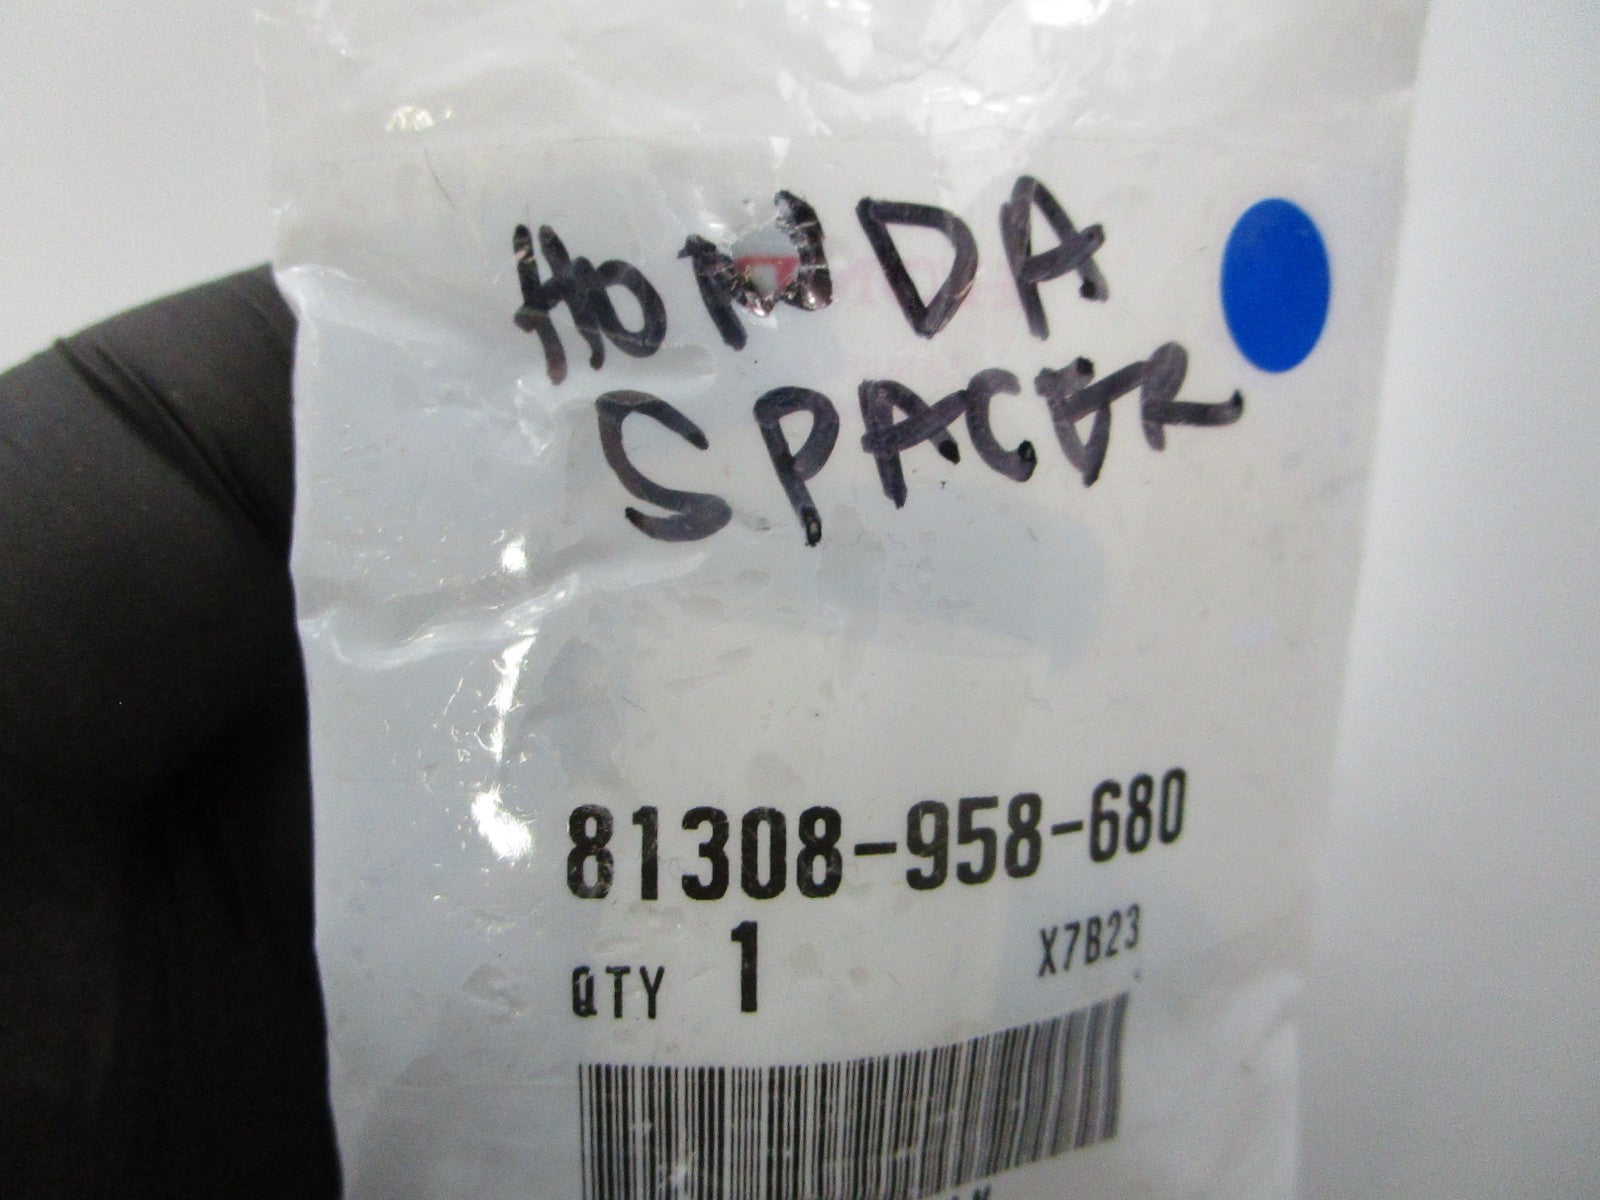 HONDA
SPACER
81308-958-680
QTY 1 X7B23